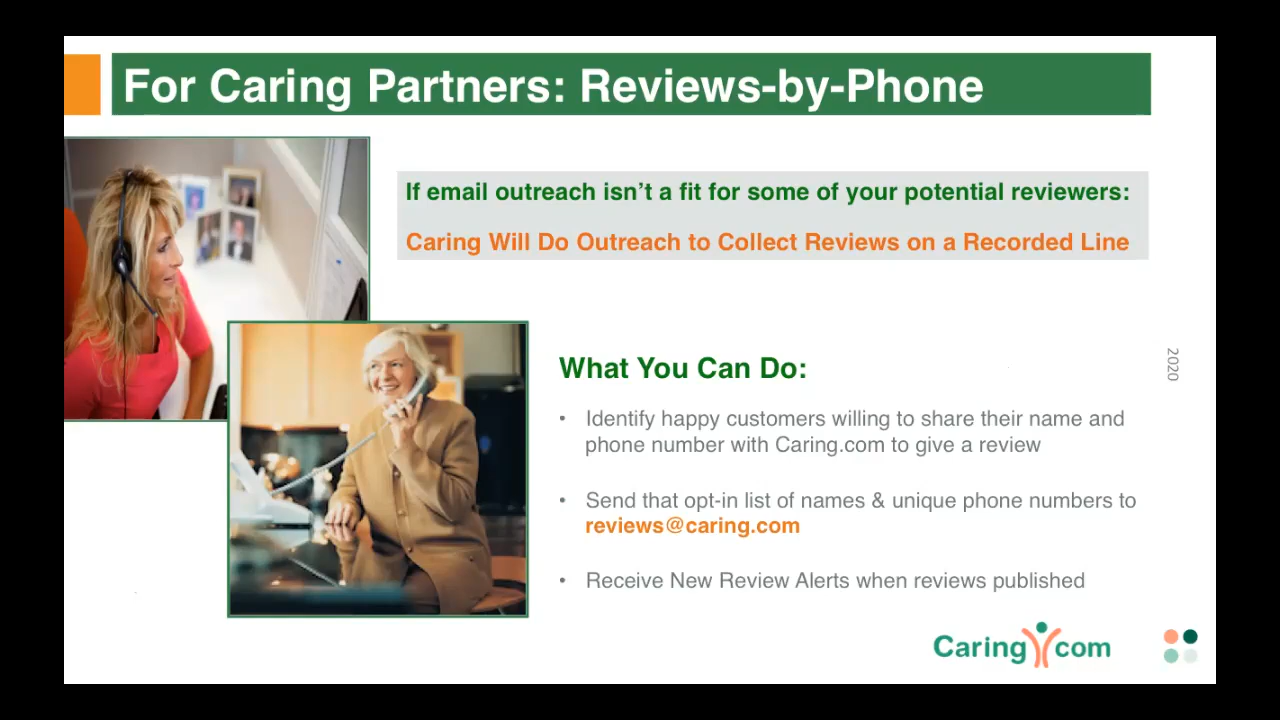 For Caring Partners: Reviews-by-Phone
If email outreach isn’t a fit for some of your potential reviewers:
Caring Will Do Outreach to Collect Reviews on a Recorded Line
What You Can Do:
• Identify happy customers willing to share their name and
phone number with Caring.com to give a review
• Send that opt-in list of names & unique phone numbers to
reviews@caring.com
• Receive New Review Alerts when reviews published
2020
Caring com